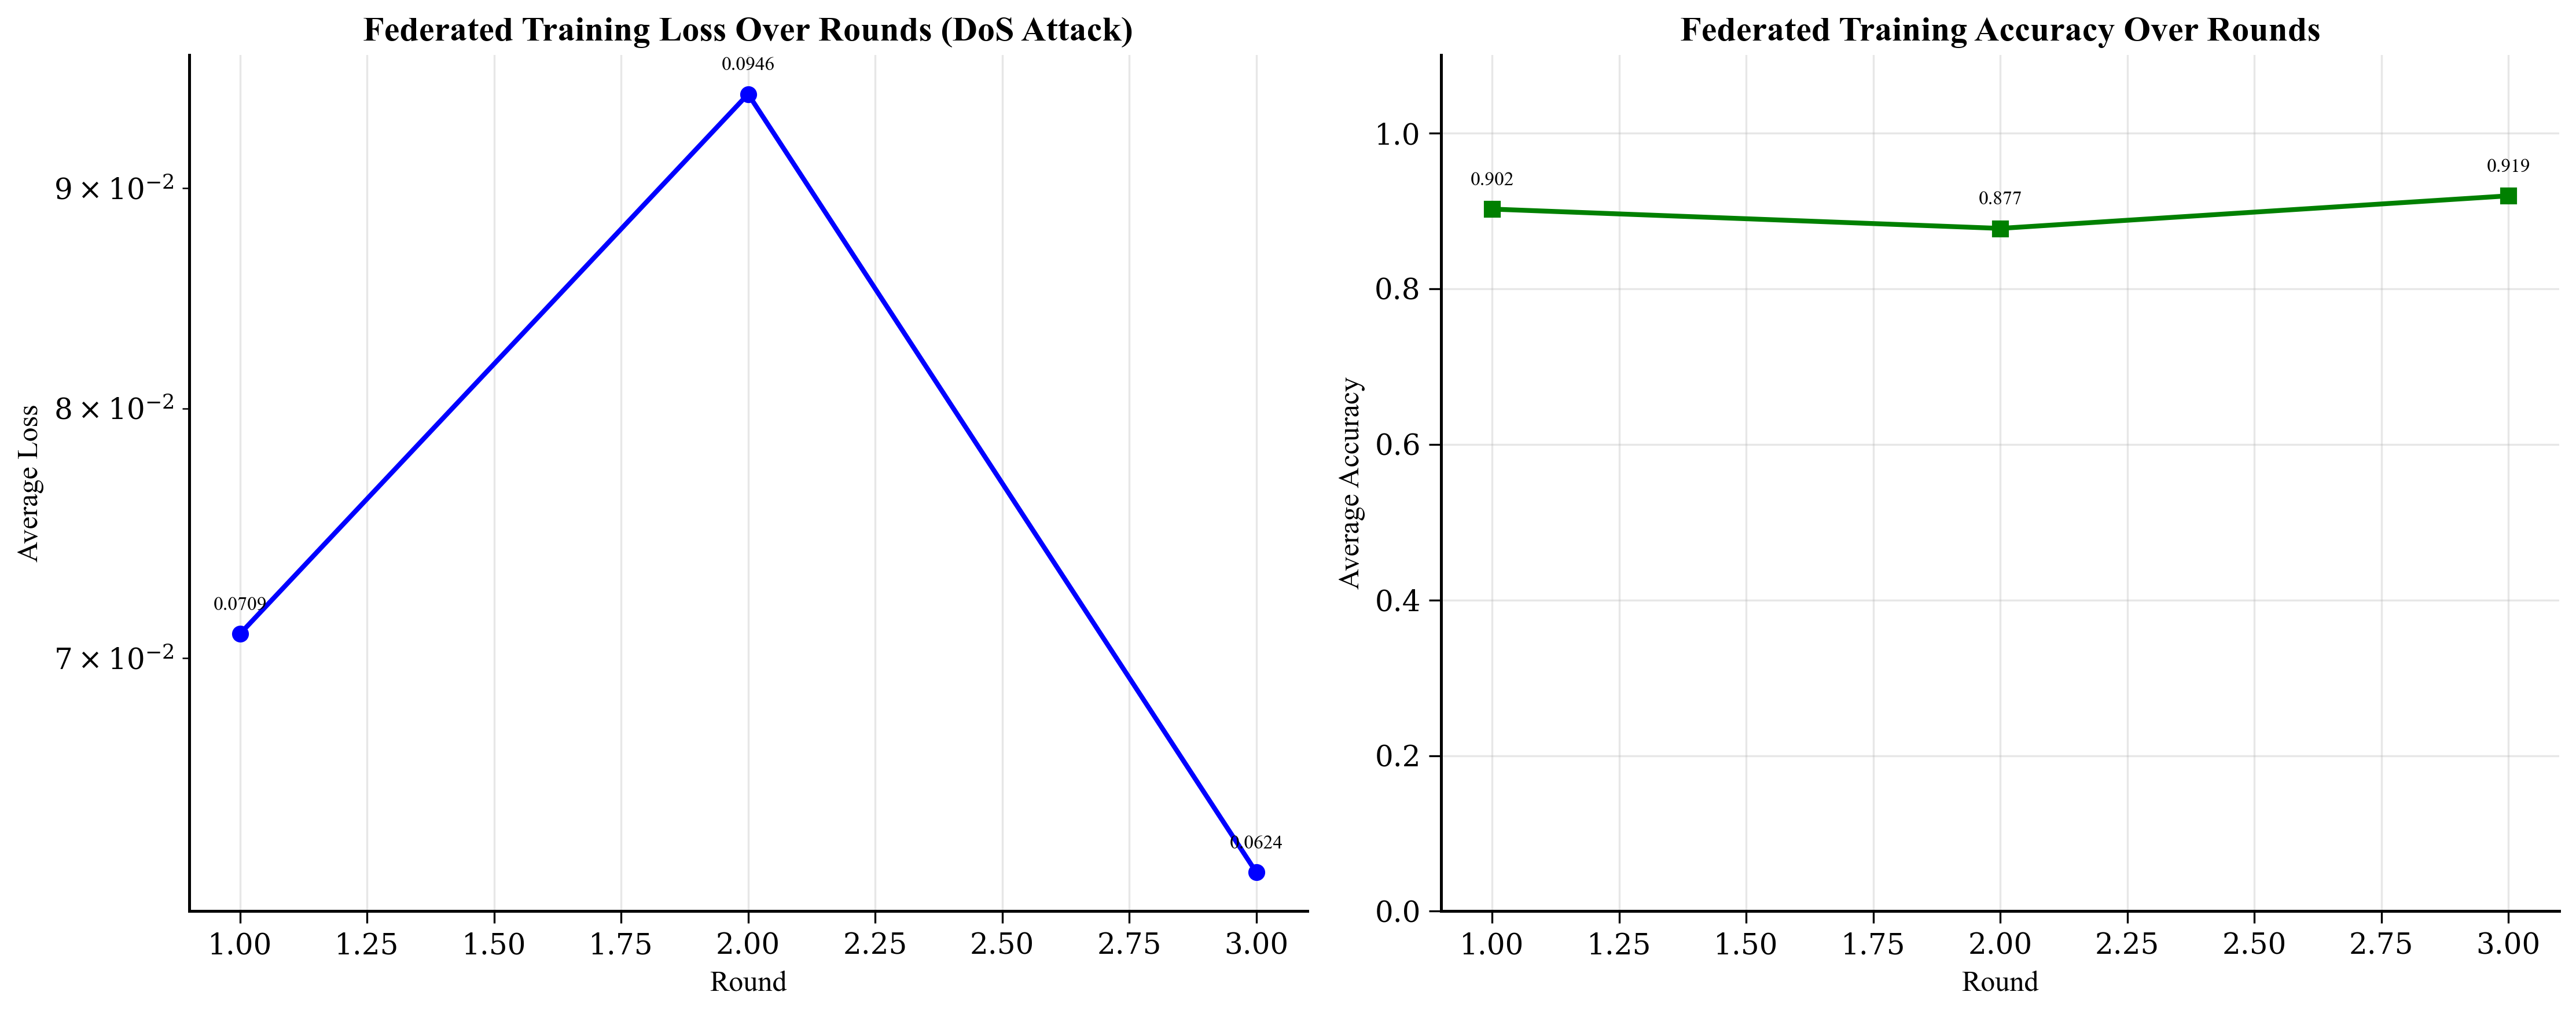 Federated Training Loss Over Rounds (DoS Attack)
0.0946
9 × 10⁻²
8 × 10⁻²
Average Loss
0.0709
7 × 10⁻²
0.0624
1.00 1.25 1.50 1.75 2.00 2.25 2.50 2.75 3.00
Round
Federated Training Accuracy Over Rounds
1.0
0.902
0.877
0.919
0.8
0.6
Average Accuracy
0.4
0.2
0.0
1.00 1.25 1.50 1.75 2.00 2.25 2.50 2.75 3.00
Round